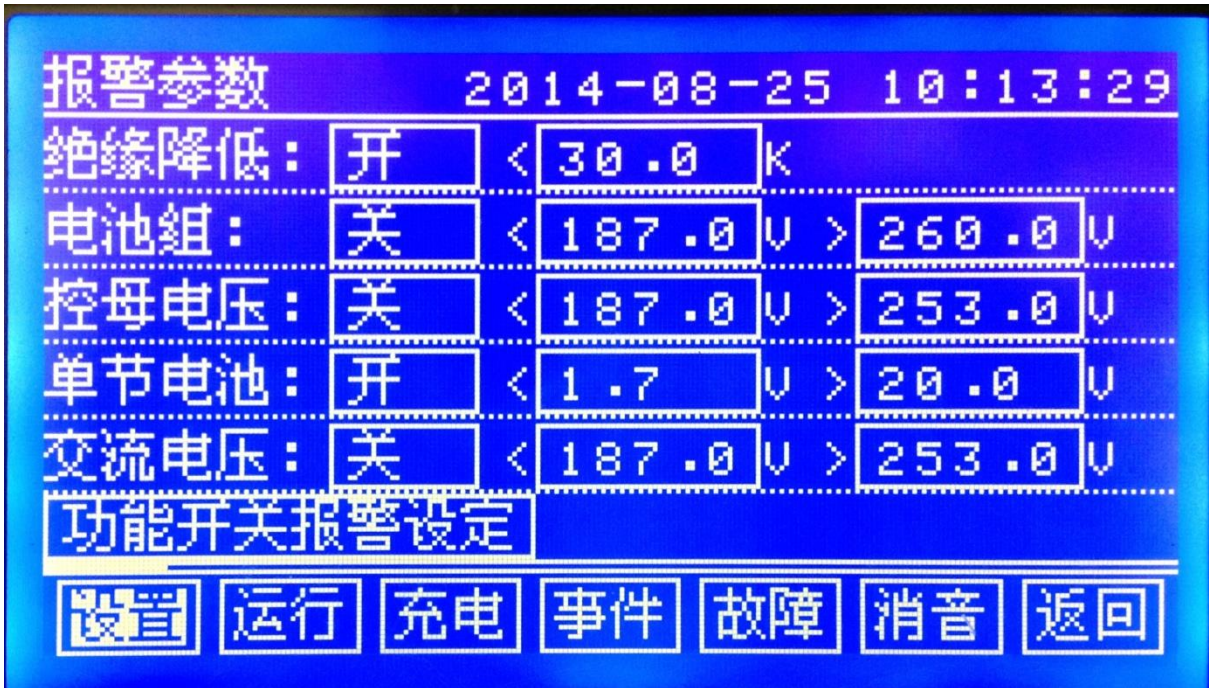 报警参数 2014-08-25 10:13:29
绝缘降低: 开 < 30.0 K
电池组: 关 < 187.0 V > 260.0 V
控母电压: 关 < 187.0 V > 253.0 V
单节电池: 开 < 1.7 V > 20.0 V
交流电压: 关 < 187.0 V > 253.0 V
功能开关报警设定
设置 运行 充电 事件 故障 消音 返回